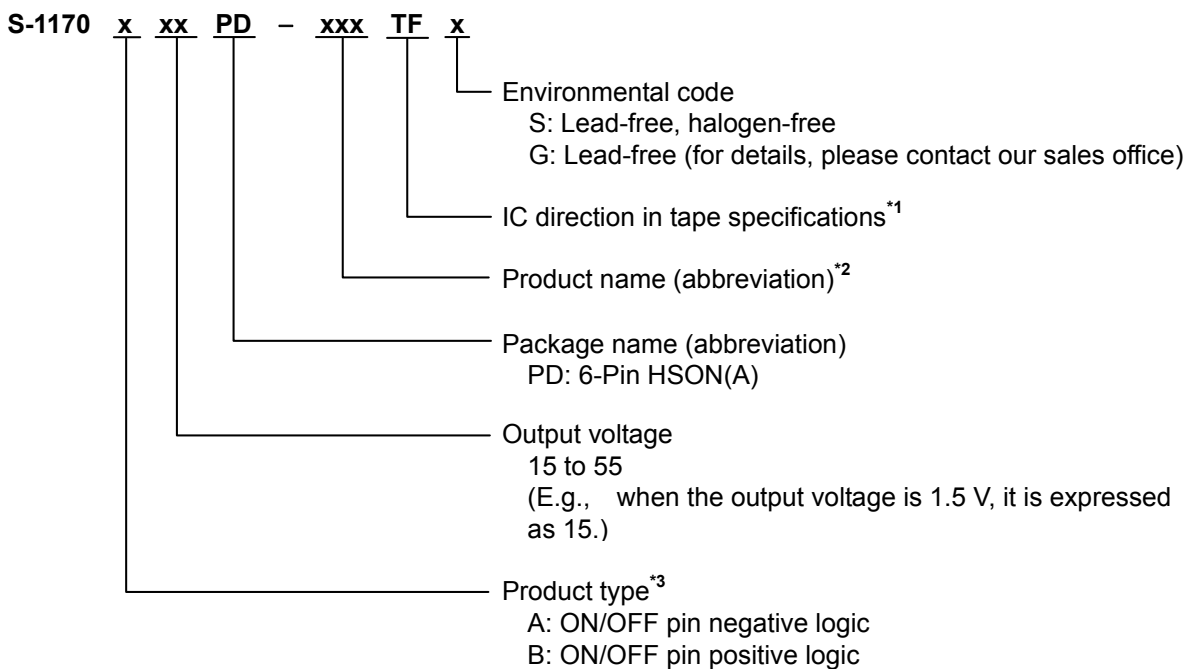 S-1170 x xx PD – xxx TF x
Environmental code
S: Lead-free, halogen-free
G: Lead-free (for details, please contact our sales office)
IC direction in tape specifications*1
Product name (abbreviation)*2
Package name (abbreviation)
PD: 6-Pin HSON(A)
Output voltage
15 to 55
(E.g., when the output voltage is 1.5 V, it is expressed
as 15.)
Product type*3
A: ON/OFF pin negative logic
B: ON/OFF pin positive logic